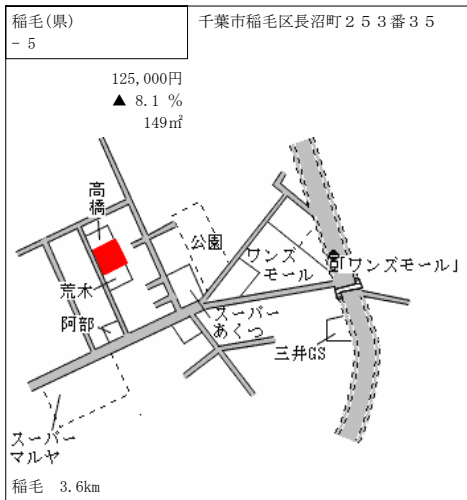 稲毛(県)
- 5
千葉市稲毛区長沼町２５３番３５
125,000円
▲ 8.1 %
149㎡
高橋
公園
ワンズ
モール
「ワンズモール」
荒木
阿部
スーパー
あくつ
三井GS
スーパー
マルヤ
稲毛 3.6km